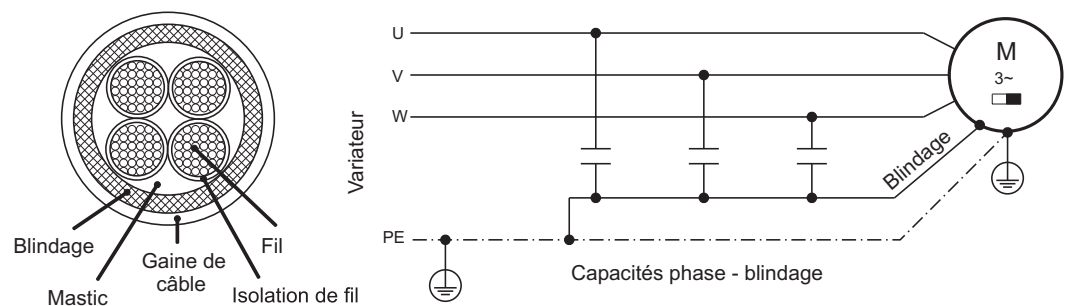 Blindage
Mastic
Gaine de
câble
Fil
Isolation de fil
Variateur
U
V
W
PE
M
3~
Blindage
Capacités phase - blindage